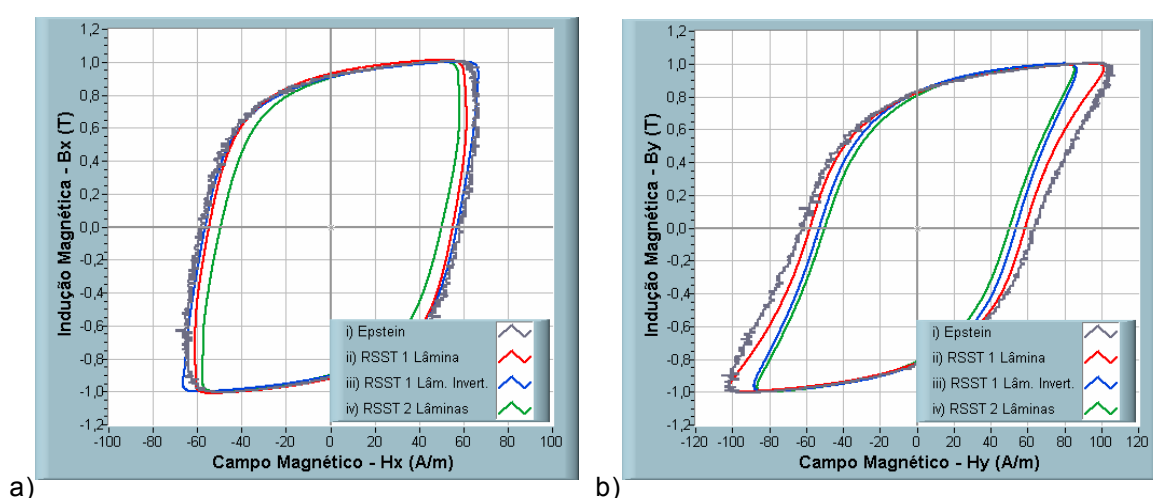 1,2
1,0
0,8
0,6
0,4
0,2
0,0
-0,2
-0,4
-0,6
-0,8
-1,0
-1,2
Indução Magnética - Bx (T)
-100 -80 -60 -40 -20 0 20 40 60 80 100
Campo Magnético - Hx (A/m)
i) Epstein
ii) RSST 1 Lâmina
iii) RSST 1 Lâm. Invert.
iv) RSST 2 Lâminas
a)
1,2
1,0
0,8
0,6
0,4
0,2
0,0
-0,2
-0,4
-0,6
-0,8
-1,0
-1,2
Indução Magnética - By (T)
-120 -100 -80 -60 -40 -20 0 20 40 60 80 100 120
Campo Magnético - Hy (A/m)
i) Epstein
ii) RSST 1 Lâmina
iii) RSST 1 Lâm. Invert.
iv) RSST 2 Lâminas
b)